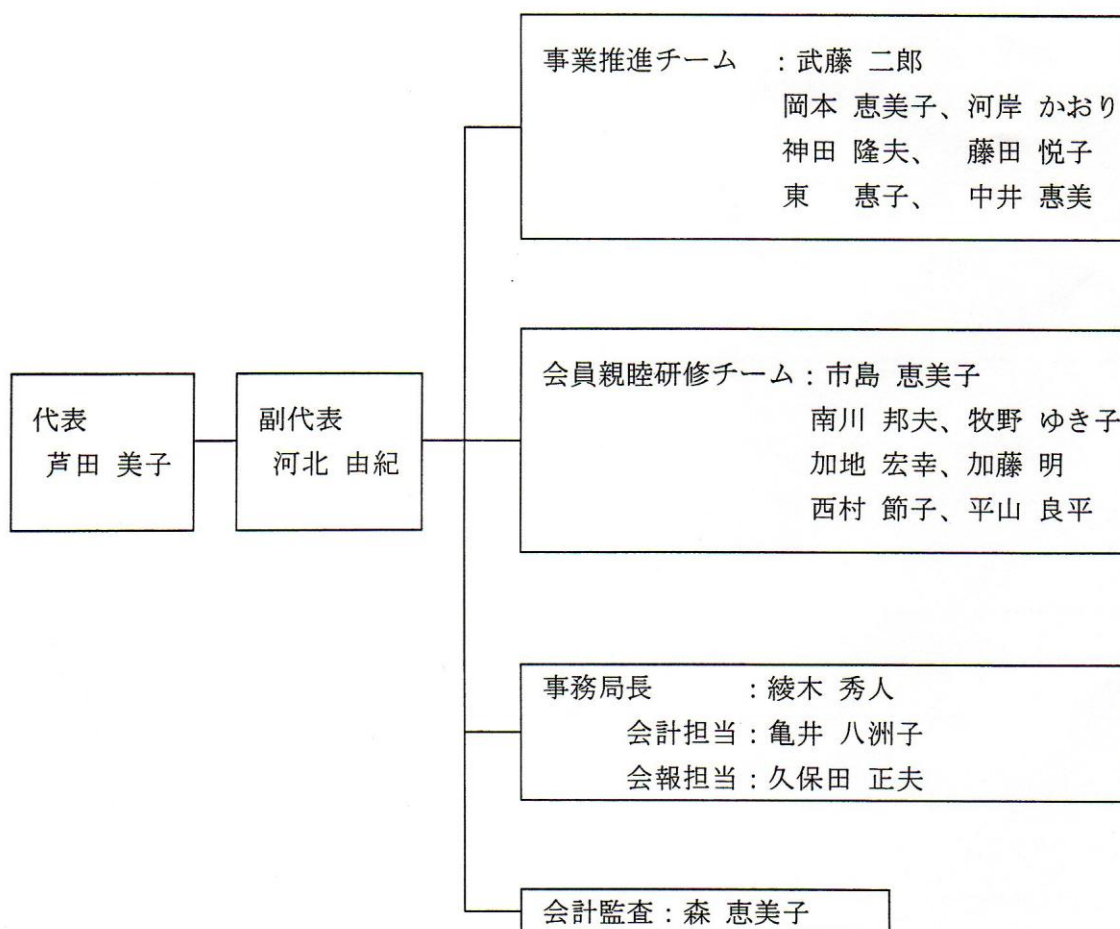 代表
芦田 美子
副代表
河北 由紀
事業推進チーム ：武藤 二郎
岡本 恵美子、河岸 かおり
神田 隆夫、 藤田 悦子
東 惠子、 中井 惠美
会員親睦研修チーム：市島 恵美子
南川 邦夫、牧野 ゆき子
加地 宏幸、加藤 明
西村 節子、平山 良平
事務局長 ：綾木 秀人
会計担当：亀井 八洲子
会報担当：久保田 正夫
会計監査：森 恵美子